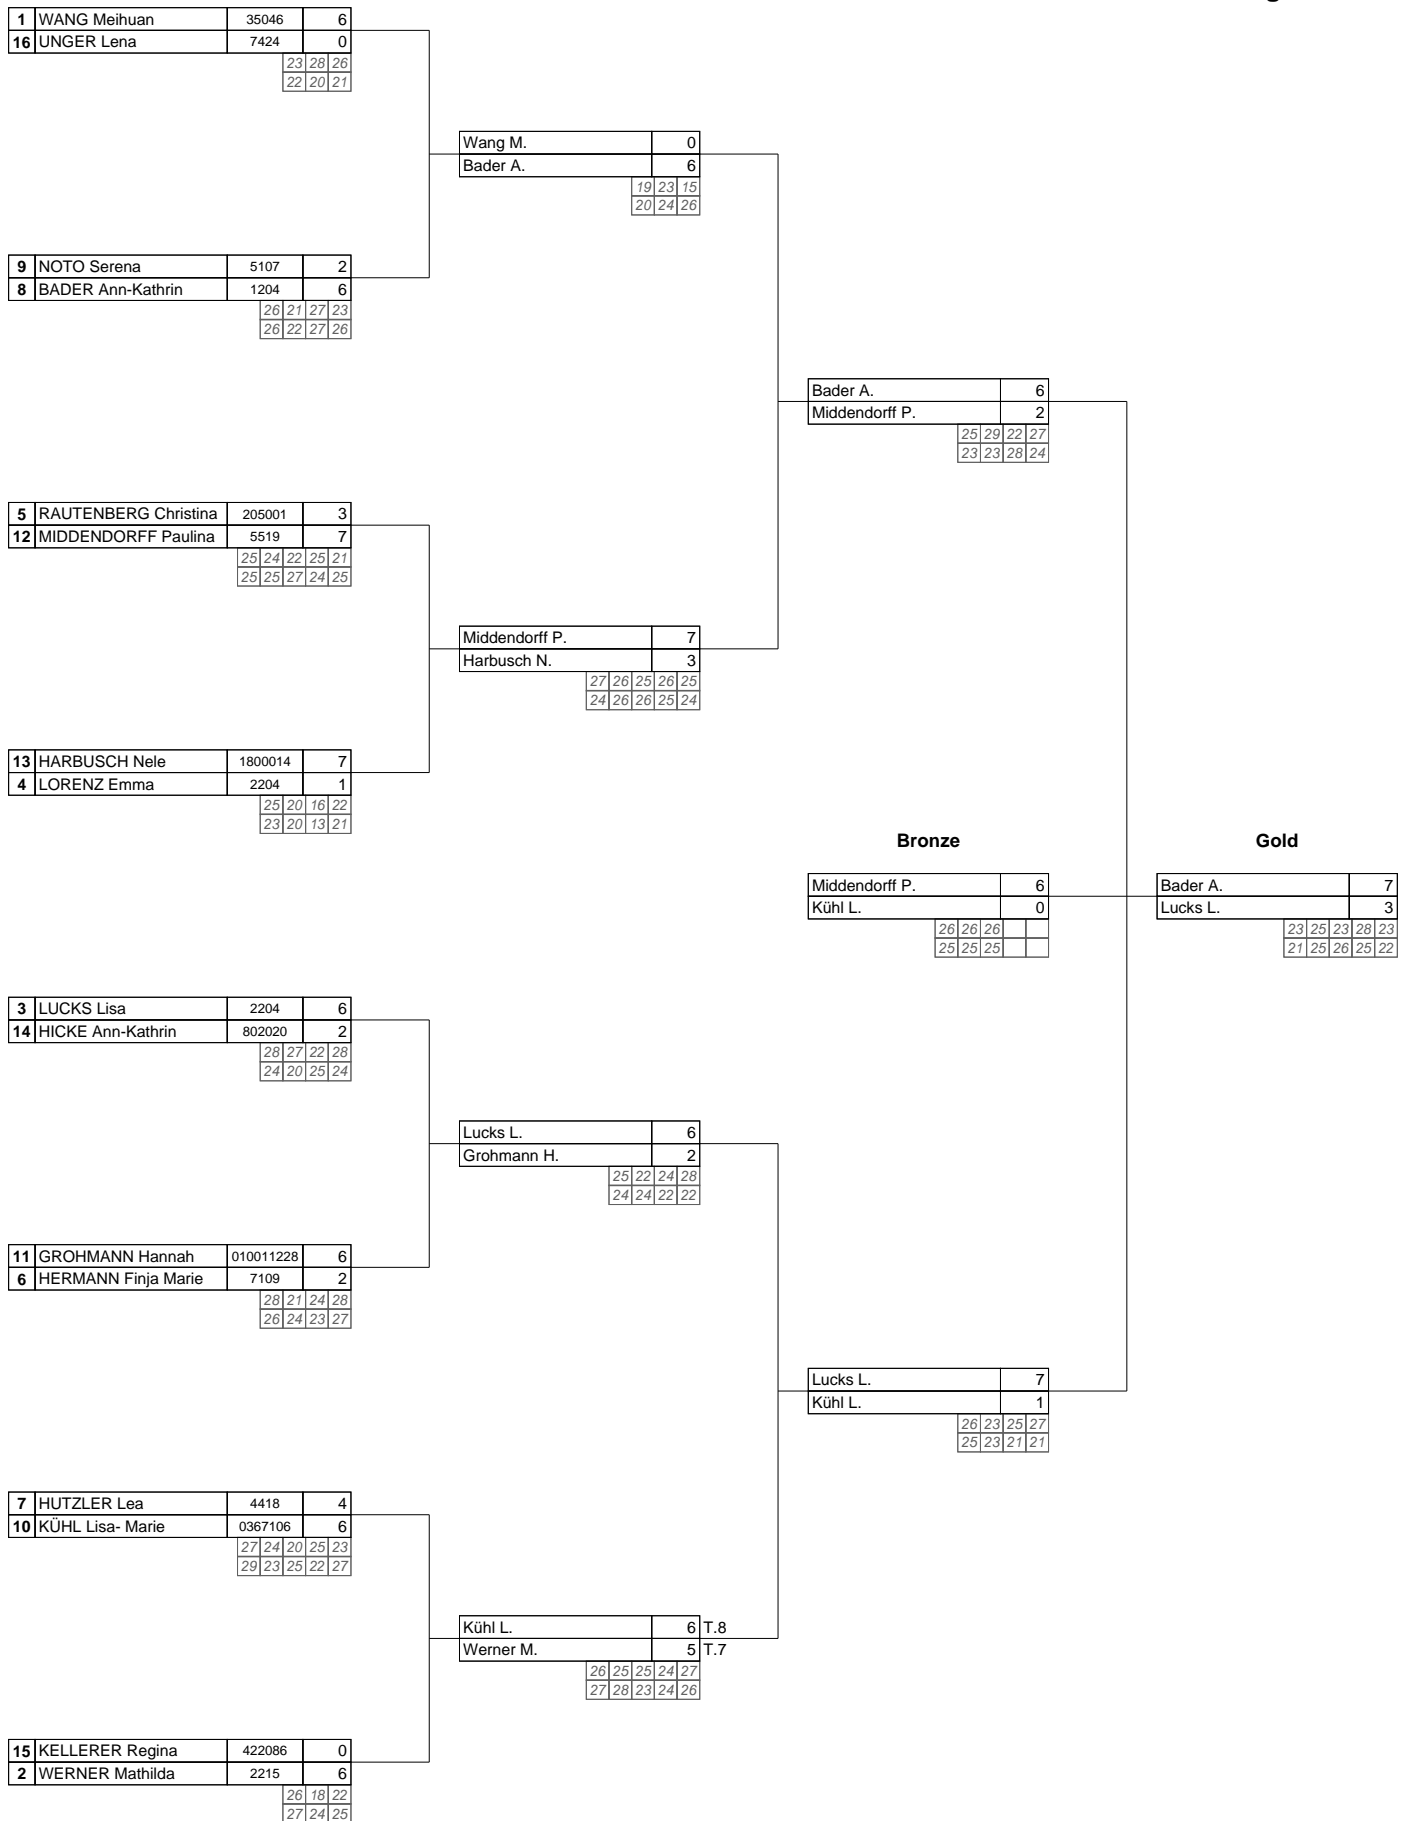 1 WANG Meihuan 35046 6
16 UNGER Lena 7424 0
23 28 26
22 20 21
Wang M. 0
Bader A. 6
19 23 15
20 24 26
9 NOTO Serena 5107 2
8 BADER Ann-Kathrin 1204 6
26 21 27 23
26 22 27 26
Bader A. 6
Middendorff P. 2
25 29 22 27
23 23 28 24
5 RAUTENBERG Christina 205001 3
12 MIDDENDORFF Paulina 5519 7
25 24 22 25 21
25 25 27 24 25
Middendorff P. 7
Harbusch N. 3
27 26 25 26 25
24 26 26 25 24
13 HARBUSCH Nele 1800014 7
4 LORENZ Emma 2204 1
25 20 16 22
23 20 13 21
Bronze Gold
Middendorff P. 6 Bader A. 7
Kühl L. 0 Lucks L. 3
26 26 26 23 25 23 28 23
25 25 25 21 25 26 25 22
3 LUCKS Lisa 2204 6
14 HICKE Ann-Kathrin 802020 2
28 27 22 28
24 20 25 24
Lucks L. 6
Grohmann H. 2
25 22 24 28
24 24 22 22
11 GROHMANN Hannah 010011228 6
6 HERMANN Finja Marie 7109 2
28 21 24 28
26 24 23 27
Lucks L. 7
Kühl L. 1
26 23 25 27
25 23 21 21
7 HUTZLER Lea 4418 4
10 KÜHL Lisa- Marie 0367106 6
27 24 20 25 23
29 23 25 22 27
Kühl L. 6 T.8
Werner M. 5 T.7
26 25 25 24 27
27 28 23 24 26
15 KELLERER Regina 422086 0
2 WERNER Mathilda 2215 6
26 18 22
27 24 25